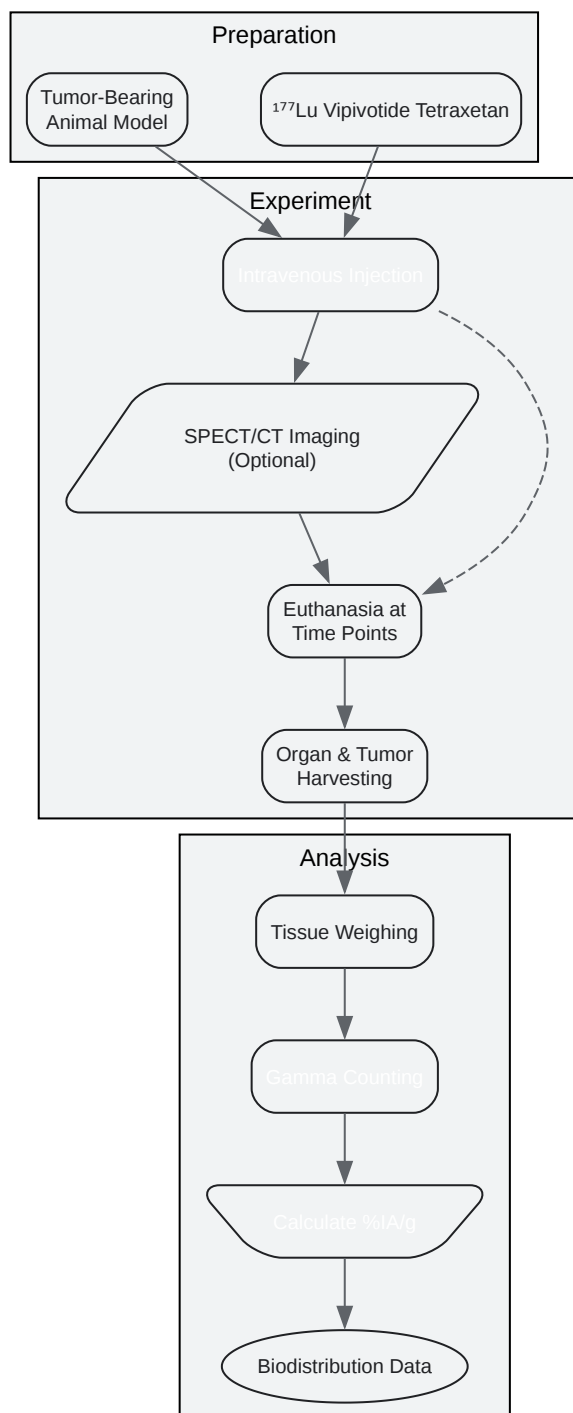 Preparation
Tumor-Bearing
Animal Model
¹⁷⁷Lu Vipivotide Tetraxetan
Experiment
Intravenous Injection
SPECT/CT Imaging
(Optional)
Euthanasia at
Time Points
Organ & Tumor
Harvesting
Analysis
Tissue Weighing
Gamma Counting
Calculate %IA/g
Biodistribution Data